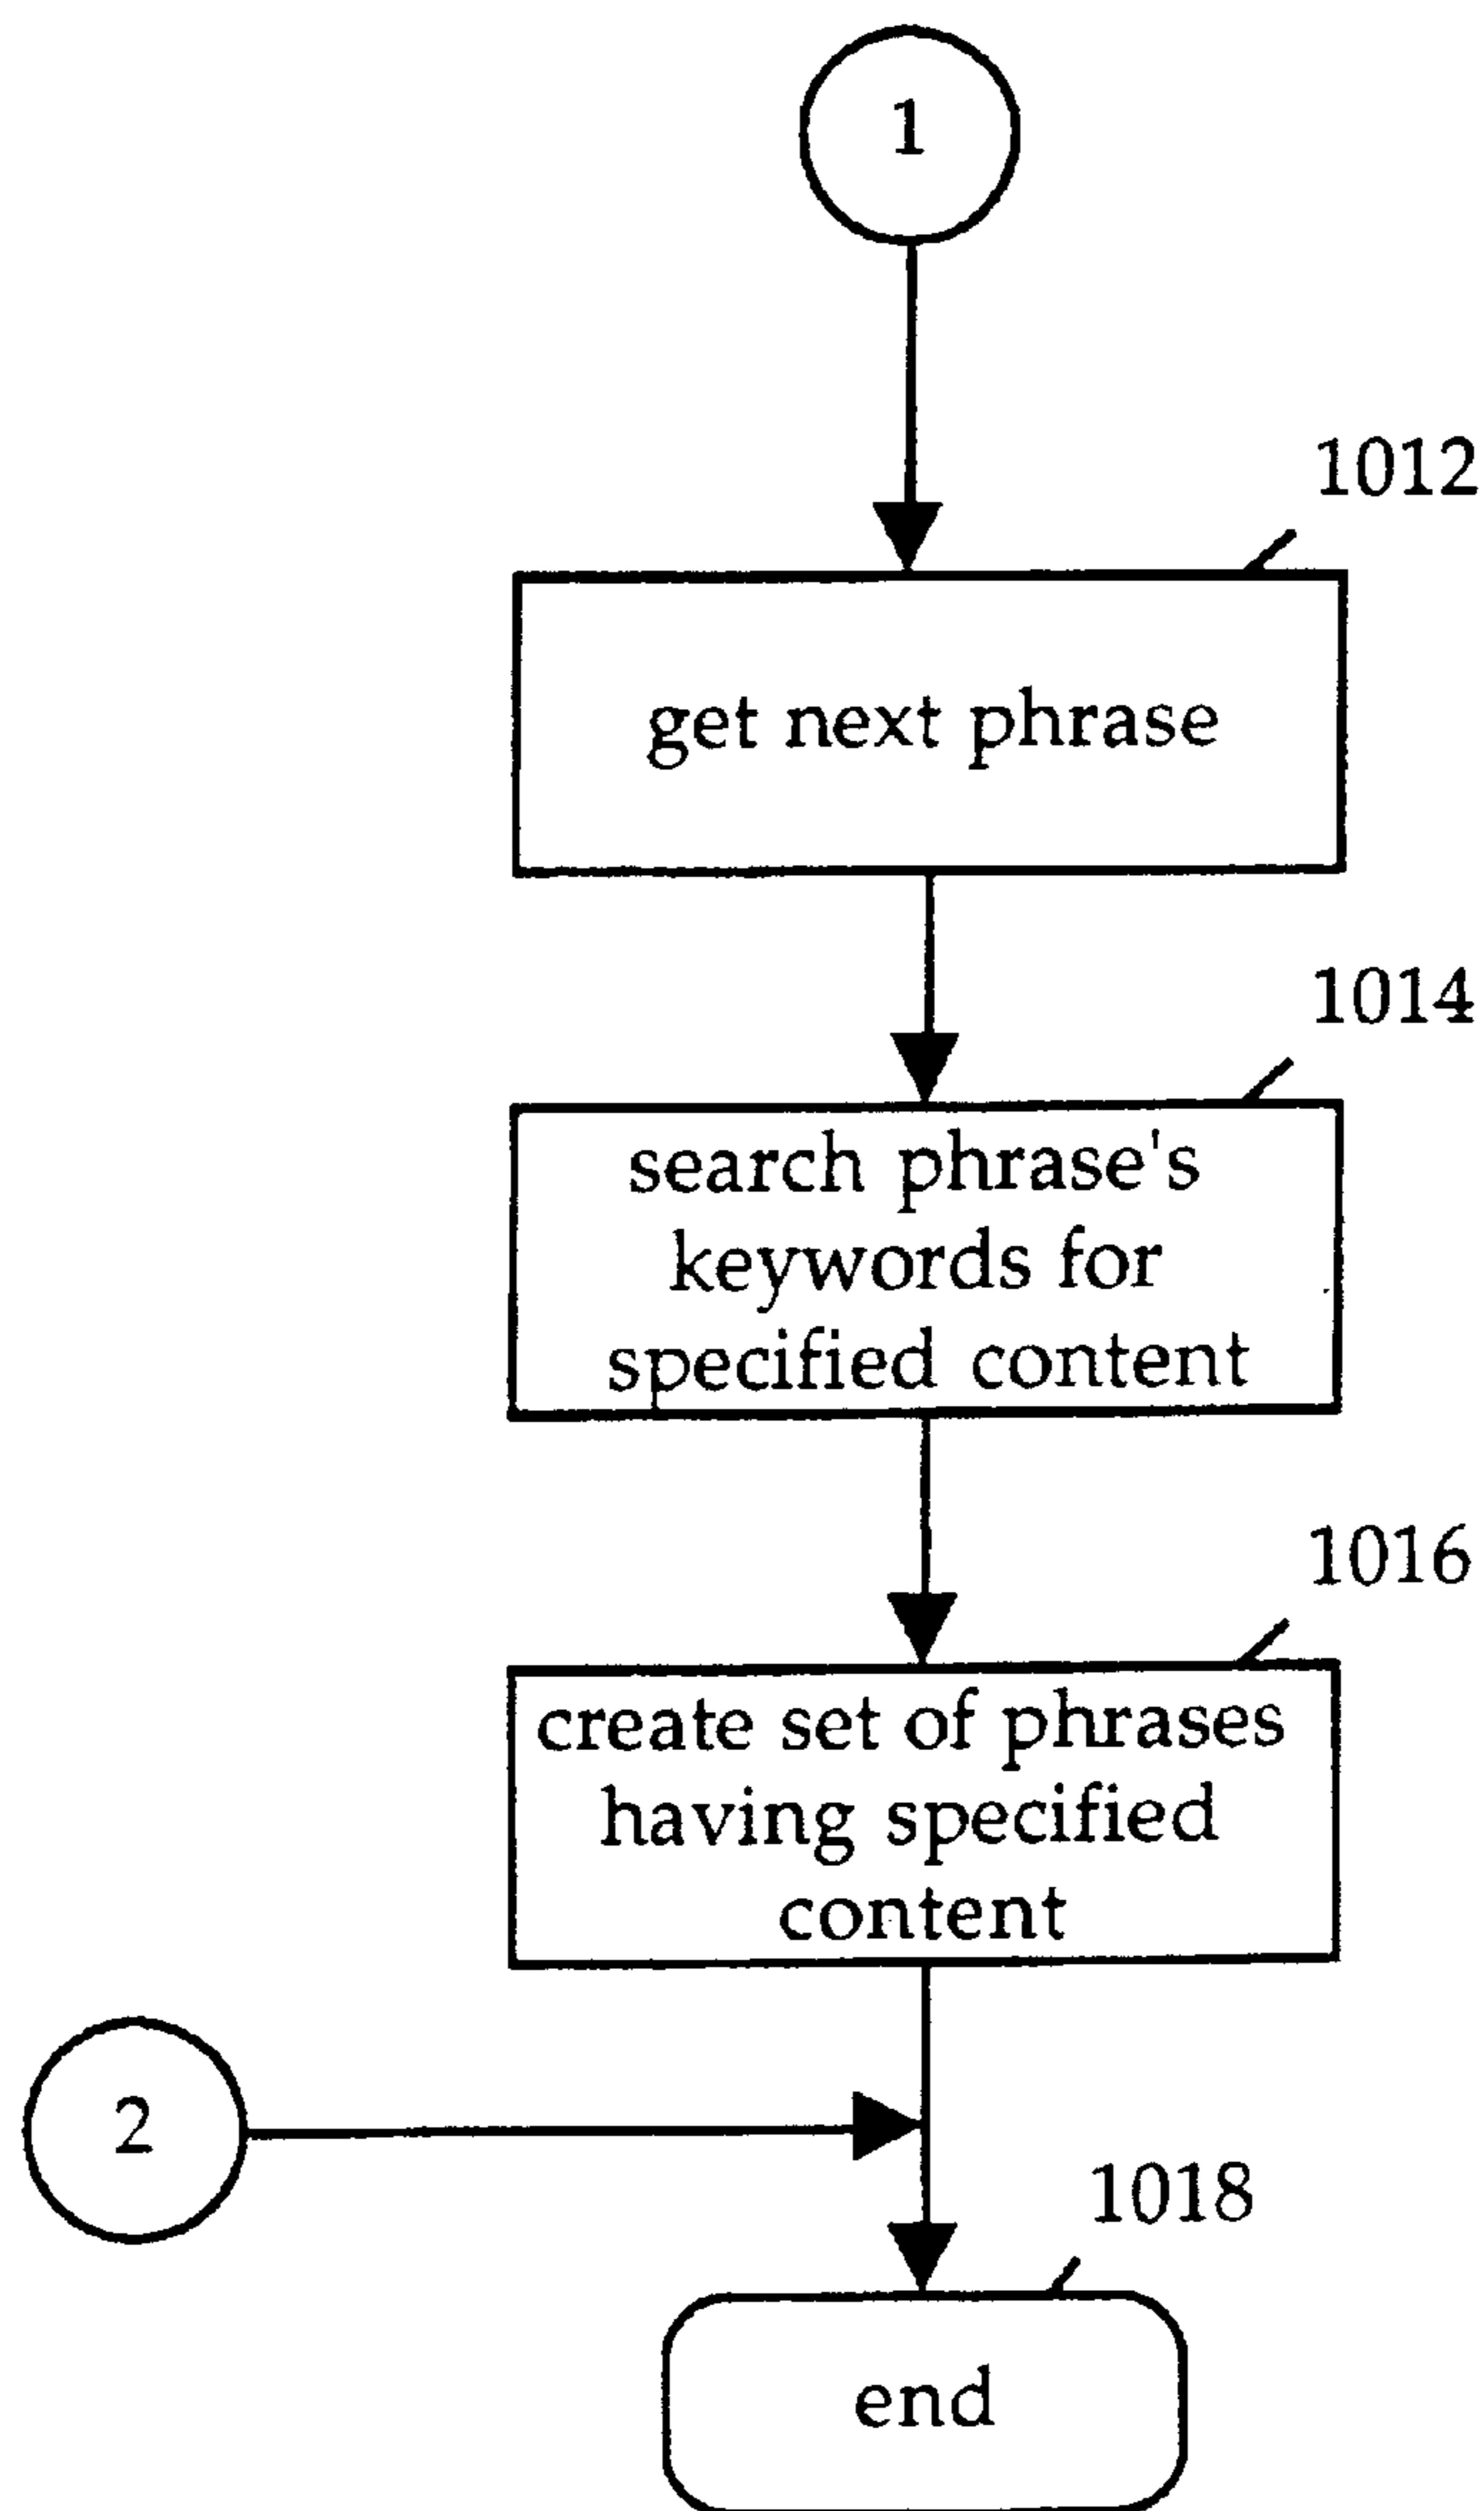 1
1012
get next phrase
1014
search phrase's
keywords for
specified content
1016
create set of phrases
having specified
content
2
1018
end